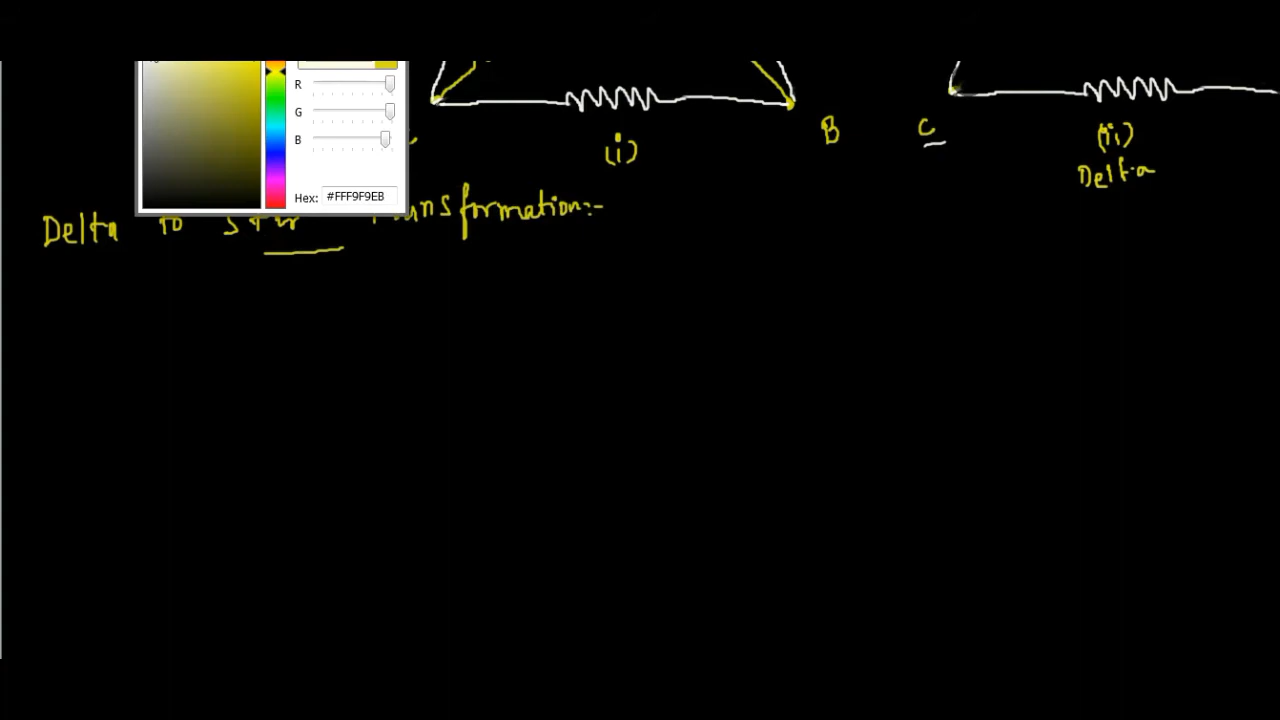 R
G
B
Hex: #FFF9F9EB
B
C
(i)
(ii)
Delta
Delta to star Transformation:-